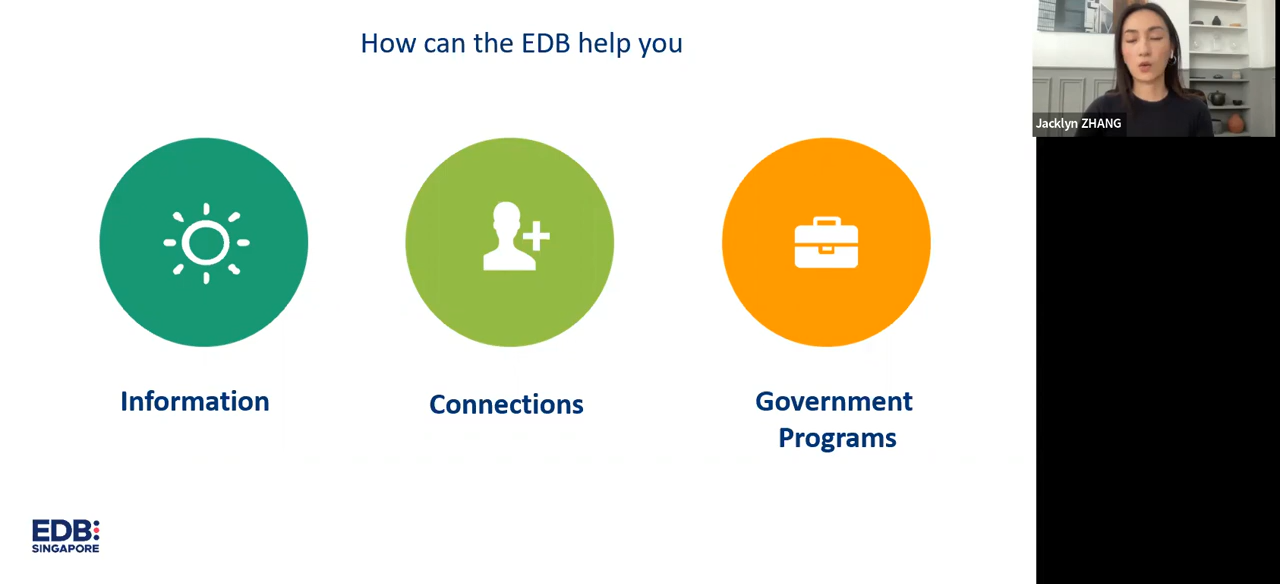 How can the EDB help you
Jacklyn ZHANG
Information
Connections
Government
Programs
EDB:
SINGAPORE